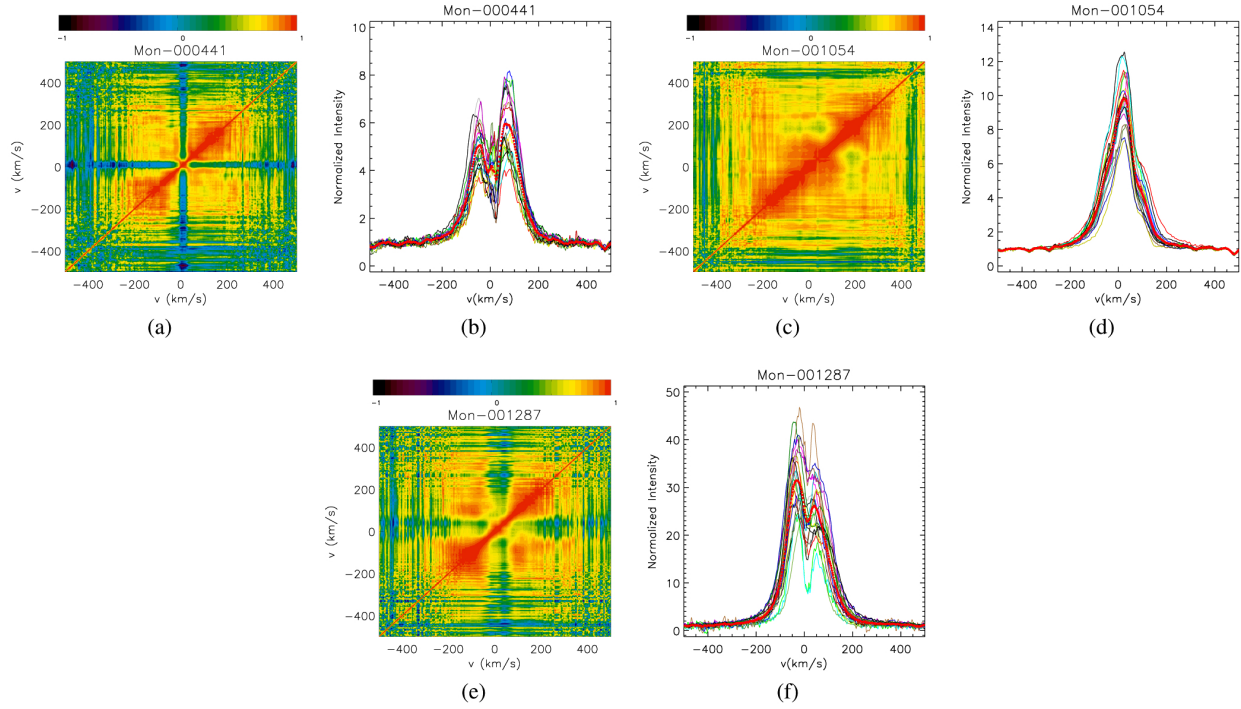 −1 0 1
Mon−000441
v (km/s)
400
200
0
−200
−400
−400 −200 0 200 400
v (km/s)
(a)
Mon−000441
Normalized Intensity
10
8
6
4
2
0
−400 −200 0 200 400
v(km/s)
(b)
−1 0 1
Mon−001054
v (km/s)
400
200
0
−200
−400
−400 −200 0 200 400
v (km/s)
(c)
Mon−001054
Normalized Intensity
14
12
10
8
6
4
2
0
−400 −200 0 200 400
v(km/s)
(d)
−1 0 1
Mon−001287
v (km/s)
400
200
0
−200
−400
−400 −200 0 200 400
v (km/s)
(e)
Mon−001287
Normalized Intensity
50
40
30
20
10
0
−400 −200 0 200 400
v(km/s)
(f)